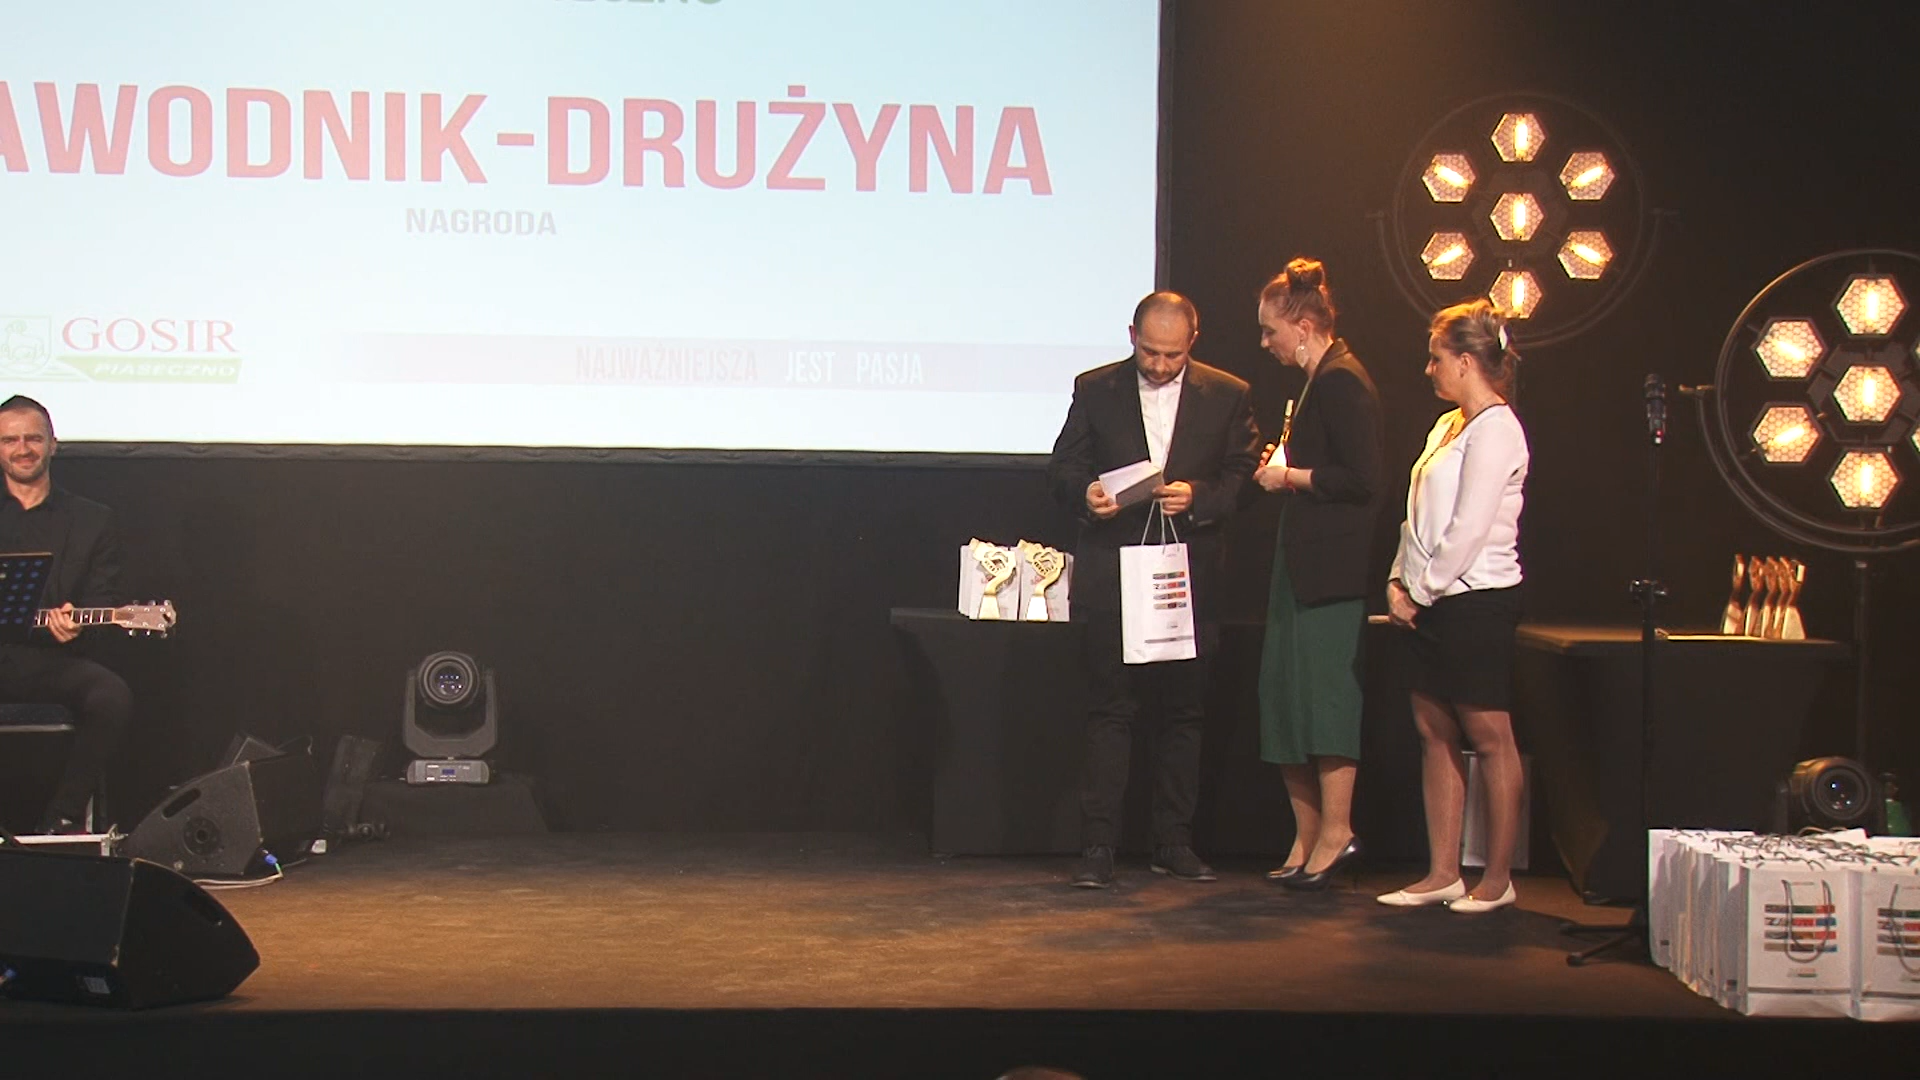 AWODNIK-DRUŻYNA
NAGRODA
GOSIR
PIASECZNO
NAJWAŻNIEJSZA JEST PASJA